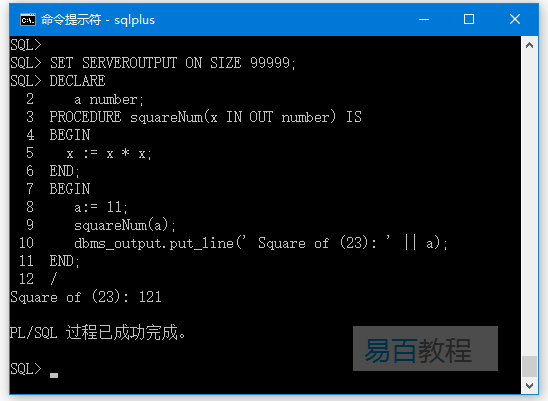 命令提示符 - sqlplus
SQL>
SQL> SET SERVEROUTPUT ON SIZE 99999;
SQL> DECLARE
  2     a number;
  3  PROCEDURE squareNum(x IN OUT number) IS
  4  BEGIN
  5    x := x * x;
  6  END;
  7  BEGIN
  8     a:= 11;
  9     squareNum(a);
 10     dbms_output.put_line(' Square of (23): ' || a);
 11  END;
 12  /
Square of (23): 121
PL/SQL 过程已成功完成。
SQL>
易百教程